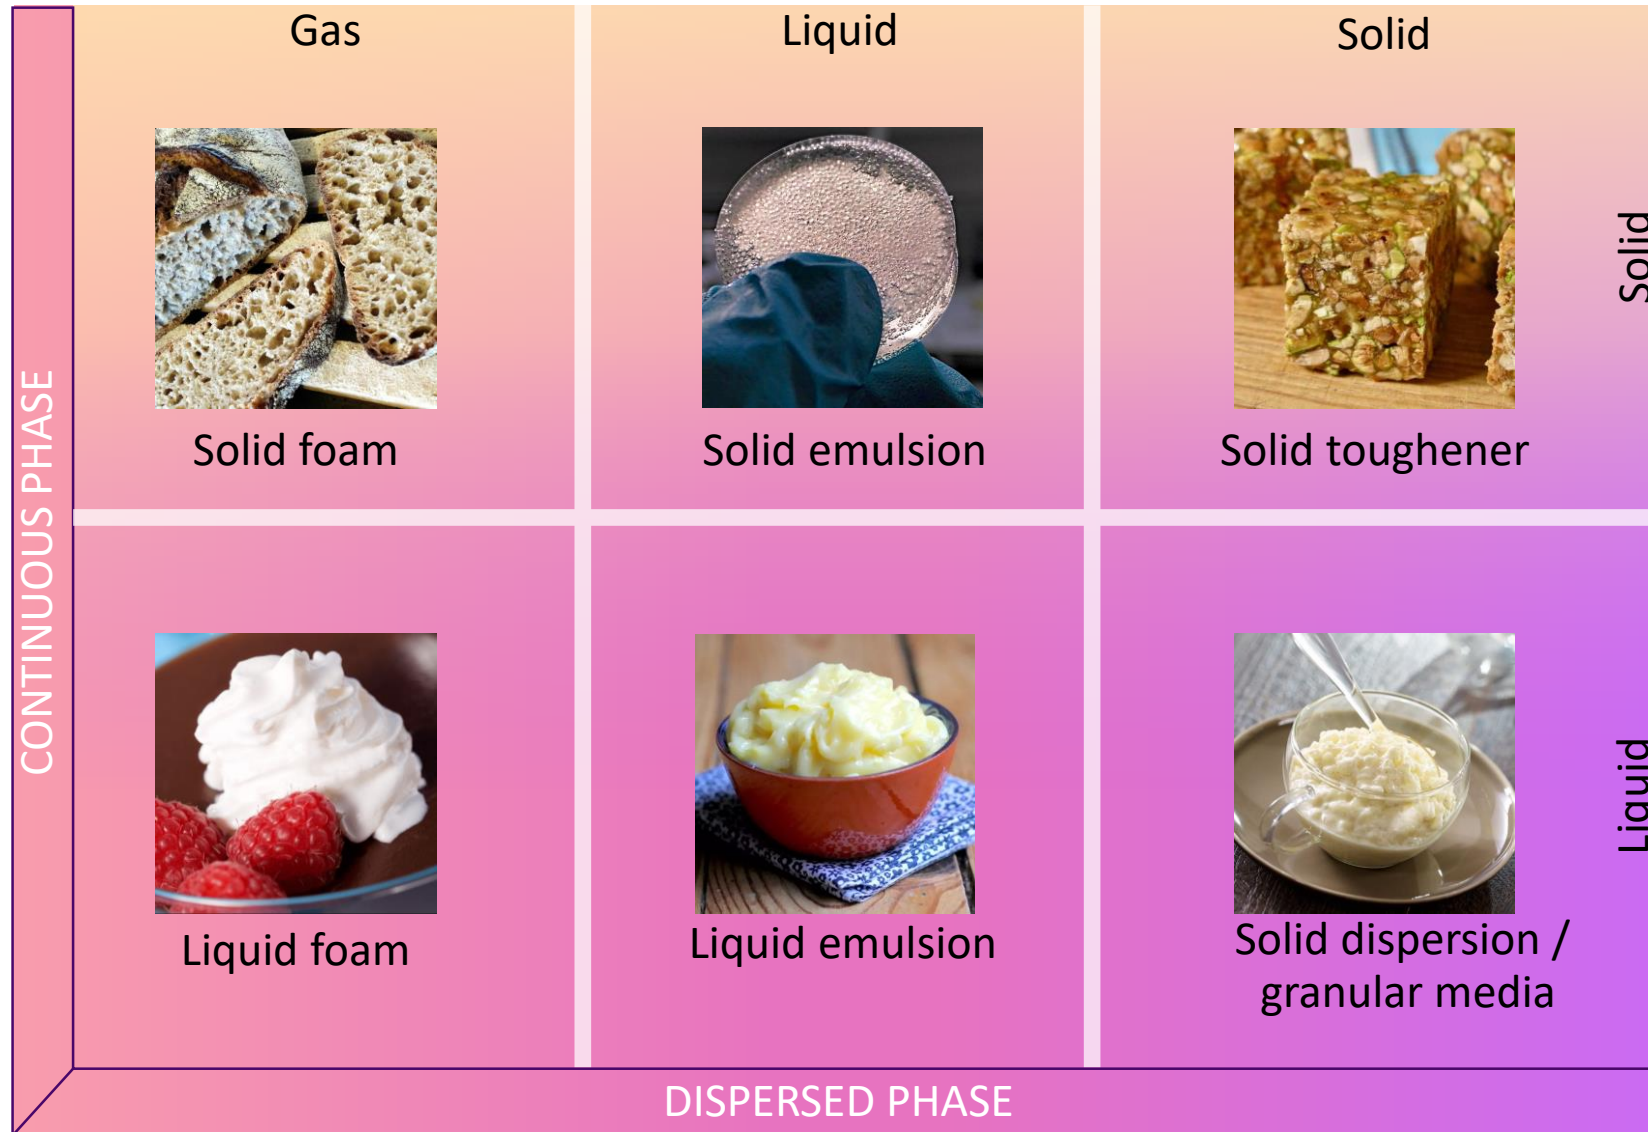 Gas
Liquid
Solid
Solid foam
Solid emulsion
Solid toughener
Solid
CONTINUOUS PHASE
Liquid foam
Liquid emulsion
Solid dispersion /
granular media
Liquid
DISPERSED PHASE